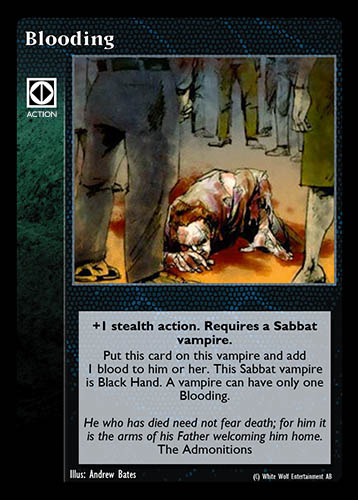 Blooding
ACTION
+1 stealth action. Requires a Sabbat
vampire.
Put this card on this vampire and add
1 blood to him or her. This Sabbat vampire
is Black Hand. A vampire can have only one
Blooding.
He who has died need not fear death; for him it
is the arms of his Father welcoming him home.
The Admonitions
Illus: Andrew Bates
(C) White Wolf Entertainment AB